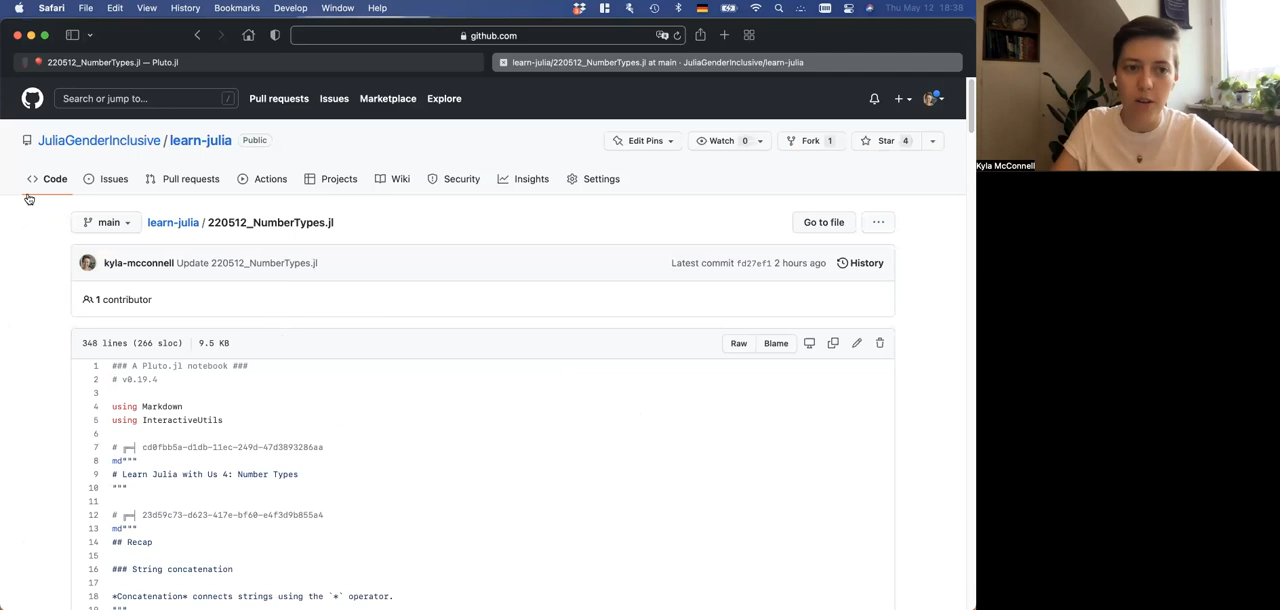 Safari File Edit View History Bookmarks Develop Window Help Thu May 12 18:38
github.com
220512_NumberTypes.jl — Pluto.jl
learn-julia/220512_NumberTypes.jl at main · JuliaGenderInclusive/learn-julia
Search or jump to... / Pull requests Issues Marketplace Explore
JuliaGenderInclusive / learn-julia Public
Edit Pins Watch 0 Fork 1 Star 4
Code Issues Pull requests Actions Projects Wiki Security Insights Settings
main learn-julia / 220512_NumberTypes.jl Go to file ...
kyla-mcconnell Update 220512_NumberTypes.jl Latest commit fd27ef1 2 hours ago History
1 contributor
348 lines (266 sloc) 9.5 KB Raw Blame
1 ### A Pluto.jl notebook ###
2 # v0.19.4
3
4 using Markdown
5 using InteractiveUtils
6
7 # ╔═╡ cd0fbb5a-d1db-11ec-249d-47d3893286aa
8 md"""
9 # Learn Julia with Us 4: Number Types
10 """
11
12 # ╔═╡ 23d59c73-d623-417e-bf60-e4f3d9b855a4
13 md"""
14 ## Recap
15
16 ### String concatenation
17
18 *Concatenation* connects strings using the `*` operator.
19 """
Kyla McConnell